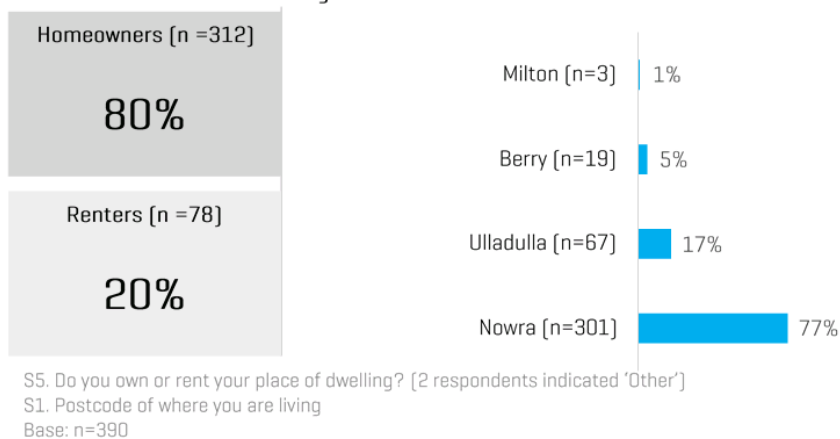 Homeowners (n =312)
80%
Renters (n =78)
20%
Milton (n=3) 1%
Berry (n=19) 5%
Ulladulla (n=67) 17%
Nowra (n=301) 77%
S5. Do you own or rent your place of dwelling? (2 respondents indicated 'Other')
S1. Postcode of where you are living
Base: n=390